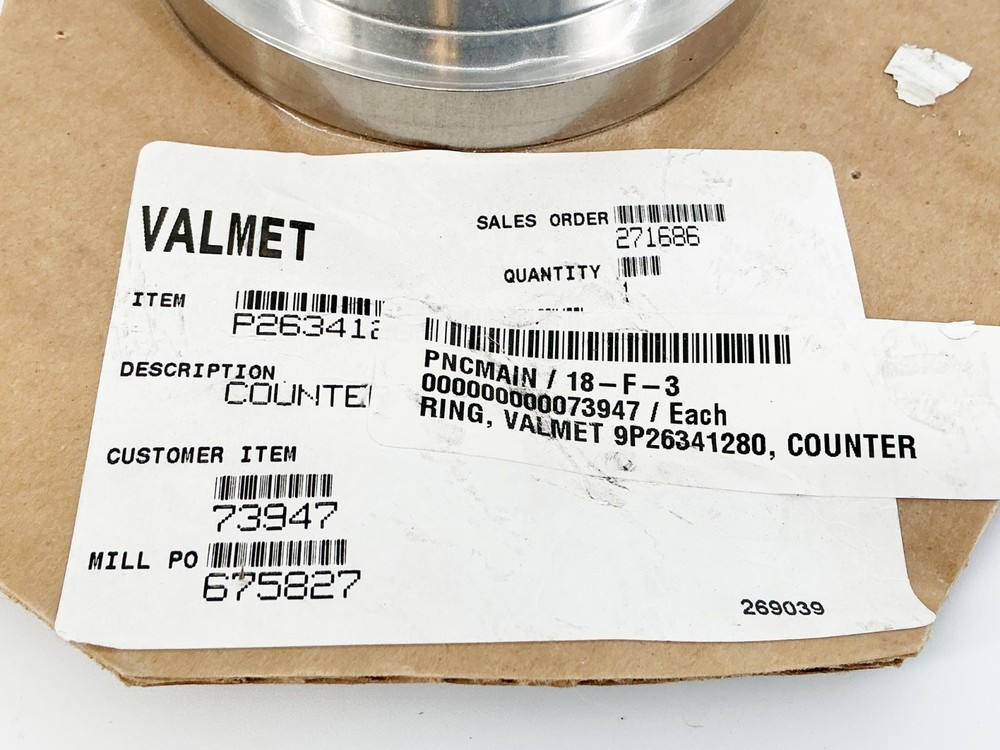 VALMET
SALES ORDER
271686
QUANTITY
1
ITEM
P263412
DESCRIPTION
COUNTE
CUSTOMER ITEM
73947
MILL PO
675827
269039
PNCMAIN / 18-F-3
000000000073947 / Each
RING, VALMET 9P26341280, COUNTER